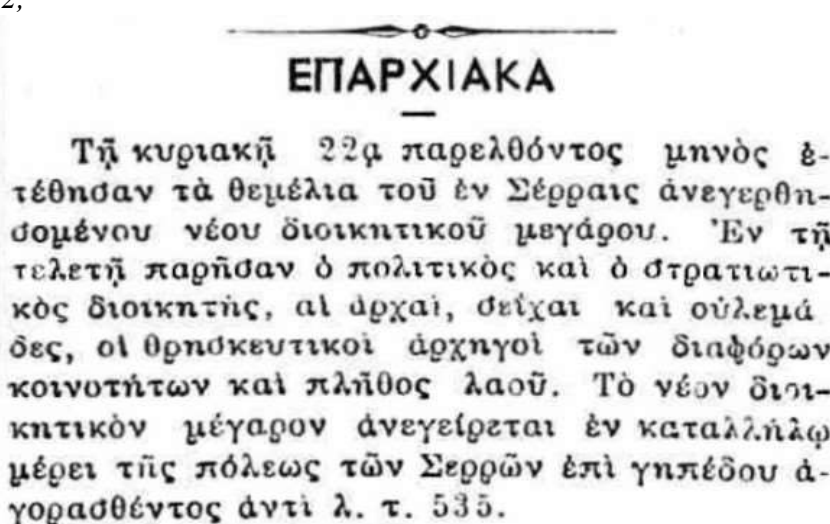 2,
ΕΠΑΡΧΙΑΚΑ
Τῇ κυριακῇ 22ᾳ παρελθόντος μηνὸς ἐ-
τέθησαν τὰ θεμέλια τοῦ ἐν Σέρραις ἀνεγερθη-
σομένου νέου διοικητικοῦ μεγάρου. Ἐν τῇ
τελετῇ παρῆσαν ὁ πολιτικὸς καὶ ὁ στρατιωτι-
κὸς διοικητής, αἱ ἀρχαὶ, σεΐχαι καὶ οὐλεμά
δες, οἱ θρησκευτικοὶ ἀρχηγοὶ τῶν διαφόρων
κοινοτήτων καὶ πλῆθος λαοῦ. Τὸ νέον διοι-
κητικὸν μέγαρον ἀνεγείρεται ἐν καταλλήλῳ
μέρει τῆς πόλεως τῶν Σερρῶν ἐπὶ γηπέδου ἀ-
γορασθέντος ἀντὶ λ. τ. 535.